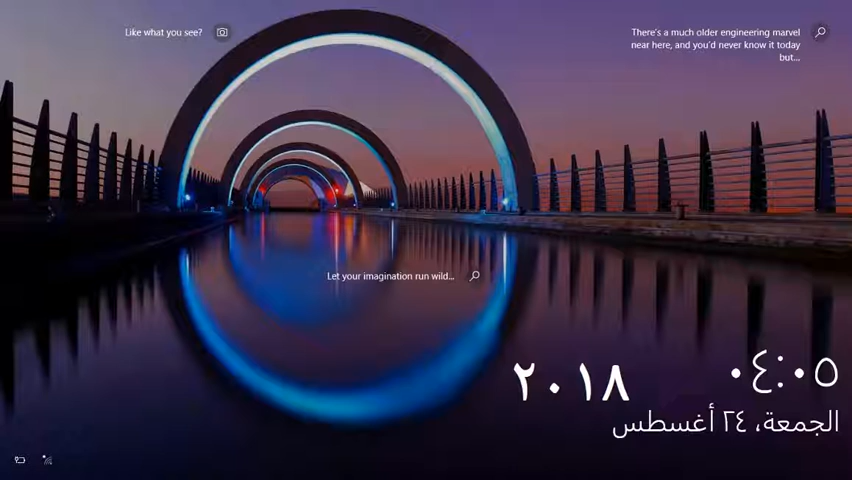 Like what you see?
There's a much older engineering marvel
near here, and you'd never know it today
but...
Let your imagination run wild...
٠٤:٠٥
٢٠١٨
الجمعة، ٢٤ أغسطس